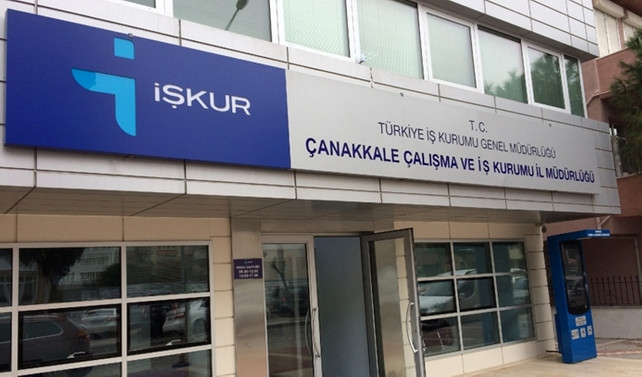 İŞKUR
T.C.
TÜRKİYE İŞ KURUMU GENEL MÜDÜRLÜĞÜ
ÇANAKKALE ÇALIŞMA VE İŞ KURUMU İL MÜDÜRLÜĞÜ